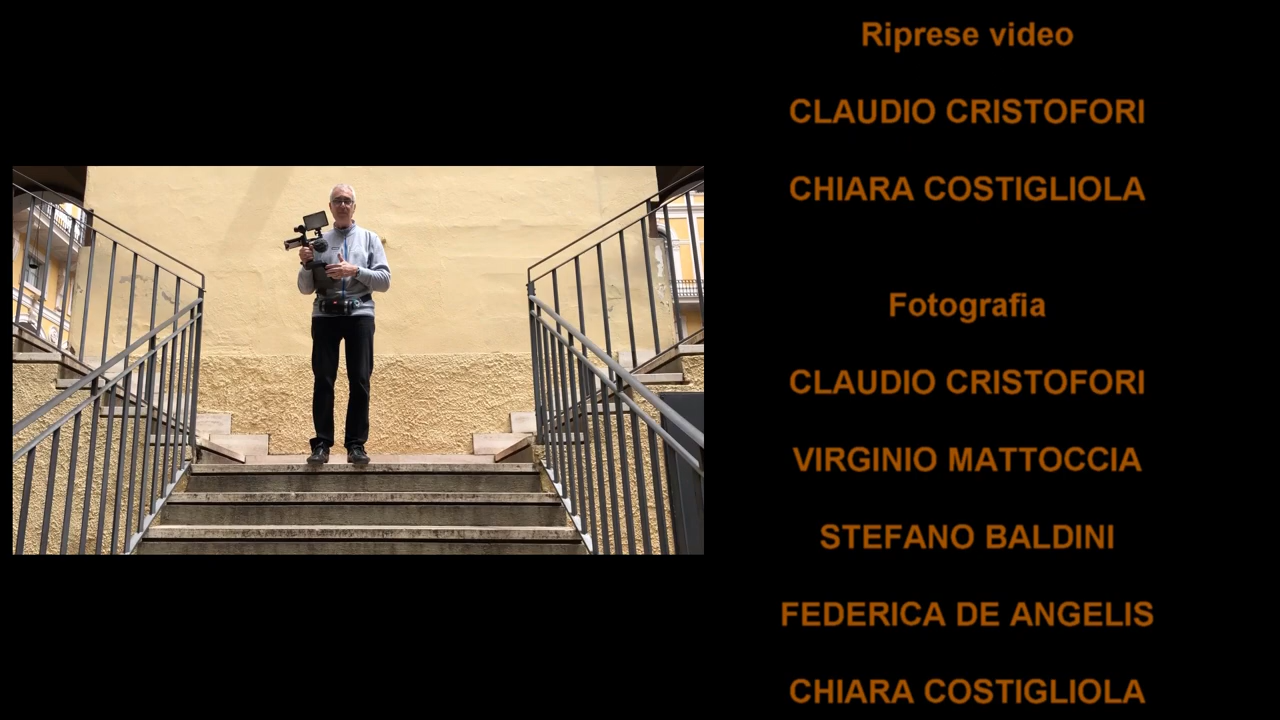 Riprese video
CLAUDIO CRISTOFORI
CHIARA COSTIGLIOLA
Fotografia
CLAUDIO CRISTOFORI
VIRGINIO MATTOCCIA
STEFANO BALDINI
FEDERICA DE ANGELIS
CHIARA COSTIGLIOLA